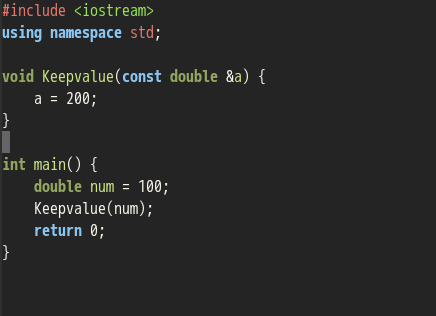 #include <iostream>
using namespace std;
void Keepvalue(const double &a) {
a = 200;
}
int main() {
double num = 100;
Keepvalue(num);
return 0;
}